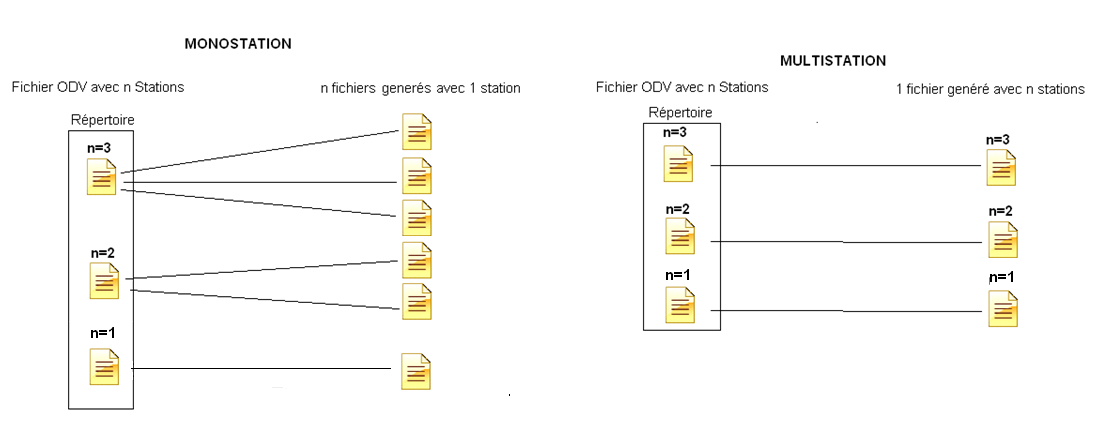 MONOSTATION
Fichier ODV avec n Stations
n fichiers generés avec 1 station
Répertoire
n=3
n=2
n=1
MULTISTATION
Fichier ODV avec n Stations
1 fichier genéré avec n stations
Répertoire
n=3
n=3
n=2
n=2
n=1
n=1